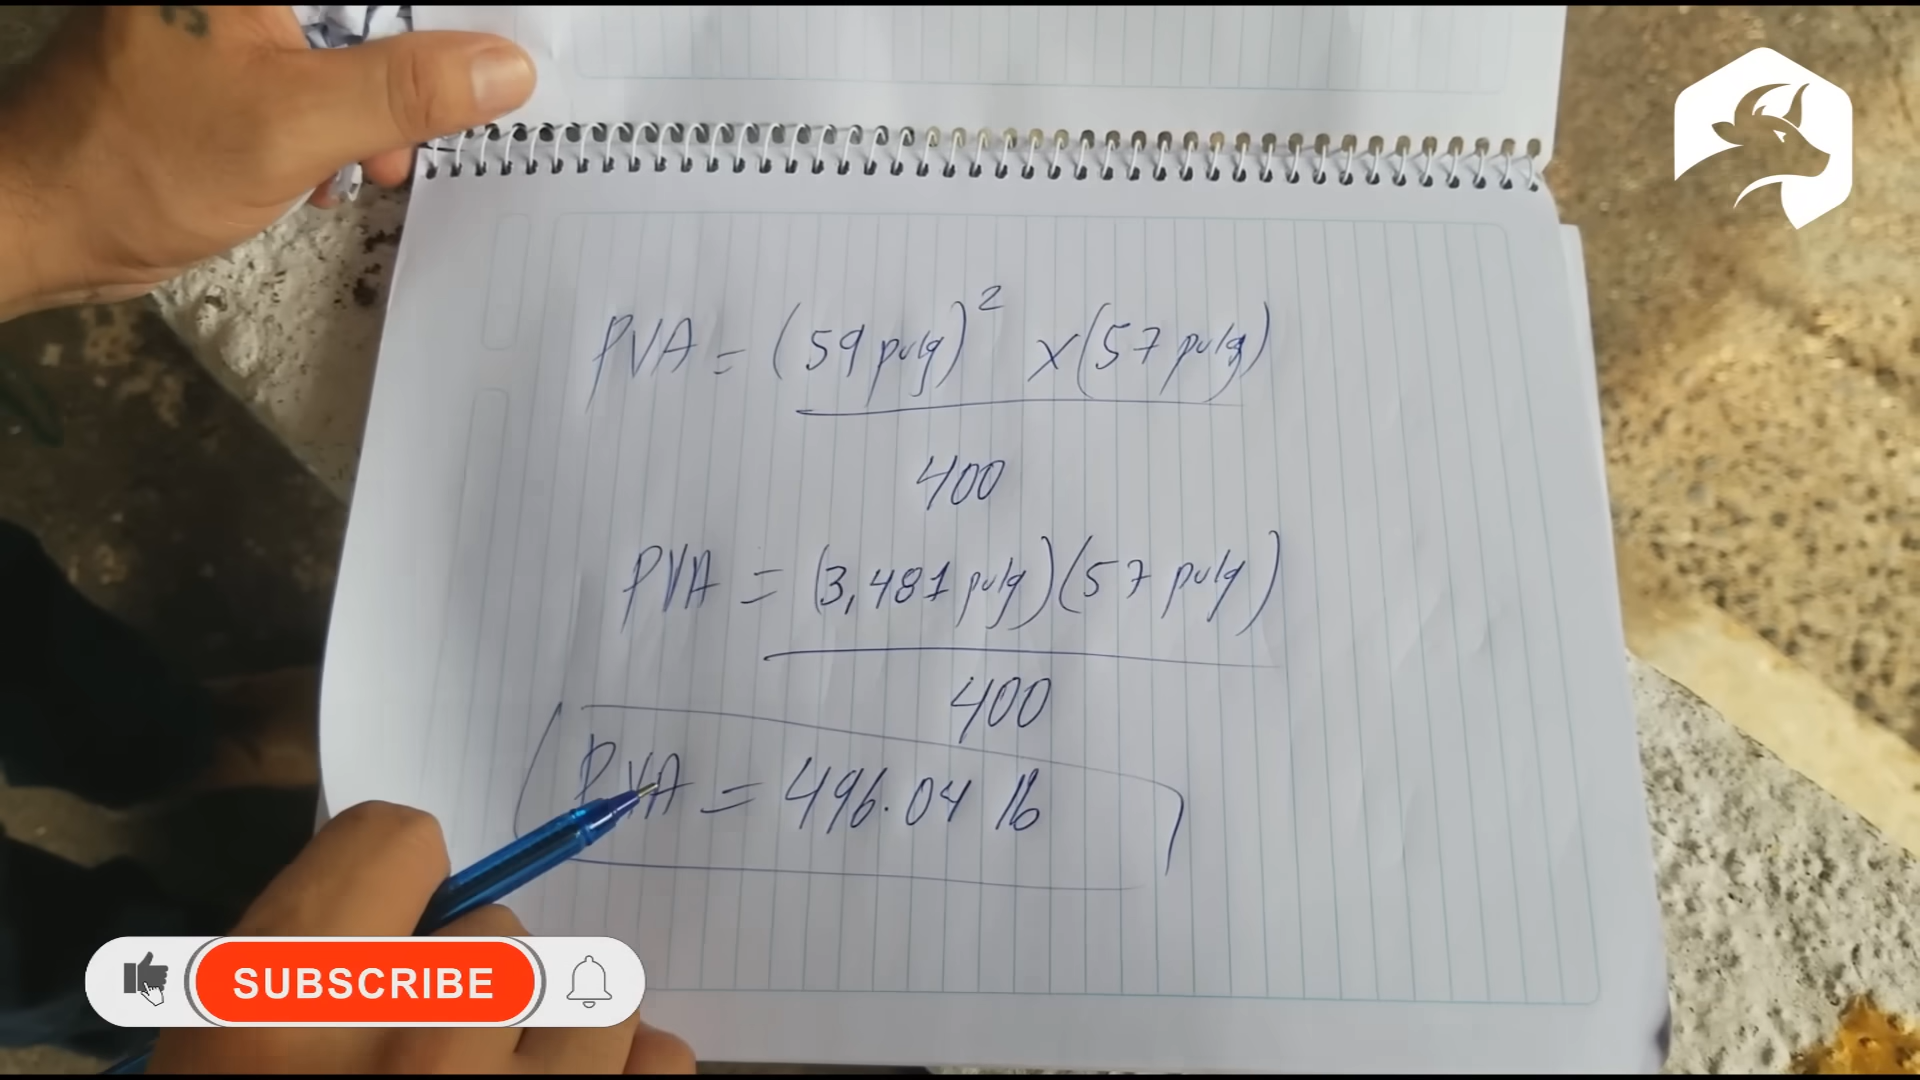 PVA = (59 pulg)² x (57 pulg)
400
PVA = (3,481 pulg)(57 pulg)
400
PVA = 496.04 lb
SUBSCRIBE